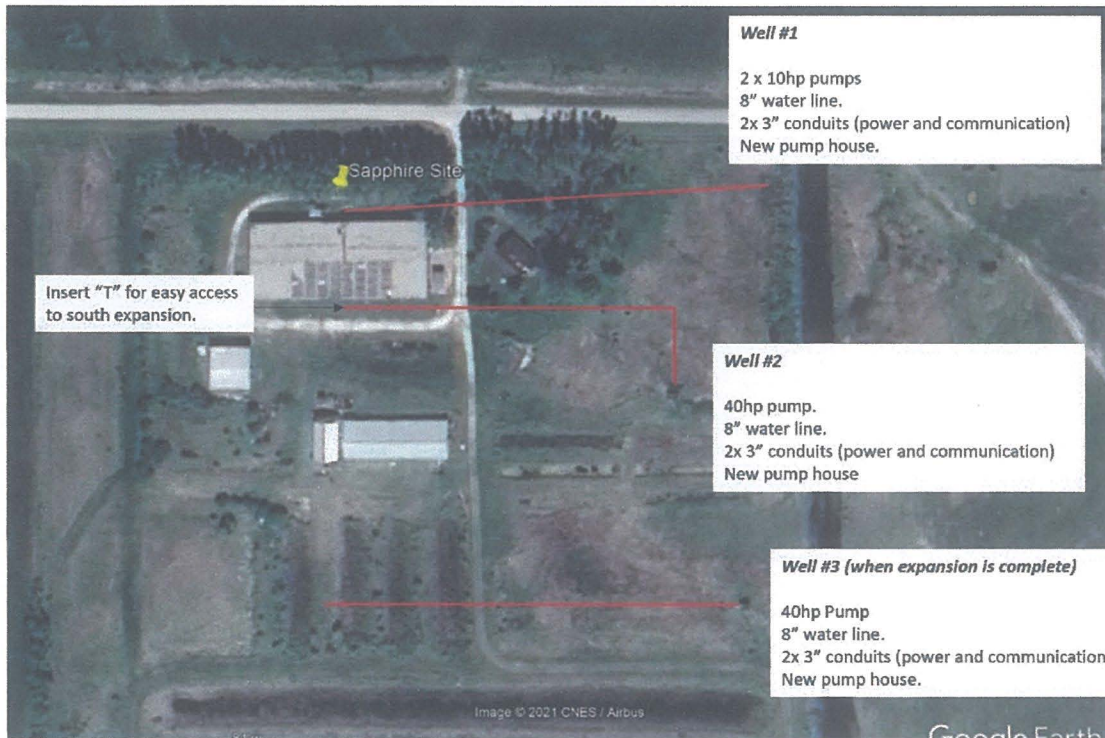 Well #1
2 x 10hp pumps
8” water line.
2x 3” conduits (power and communication)
New pump house.
Sapphire Site
Insert “T” for easy access
to south expansion.
Well #2
40hp pump.
8” water line.
2x 3” conduits (power and communication)
New pump house
Well #3 (when expansion is complete)
40hp Pump
8” water line.
2x 3” conduits (power and communication
New pump house.
Image © 2021 CNES / Airbus
Google Earth